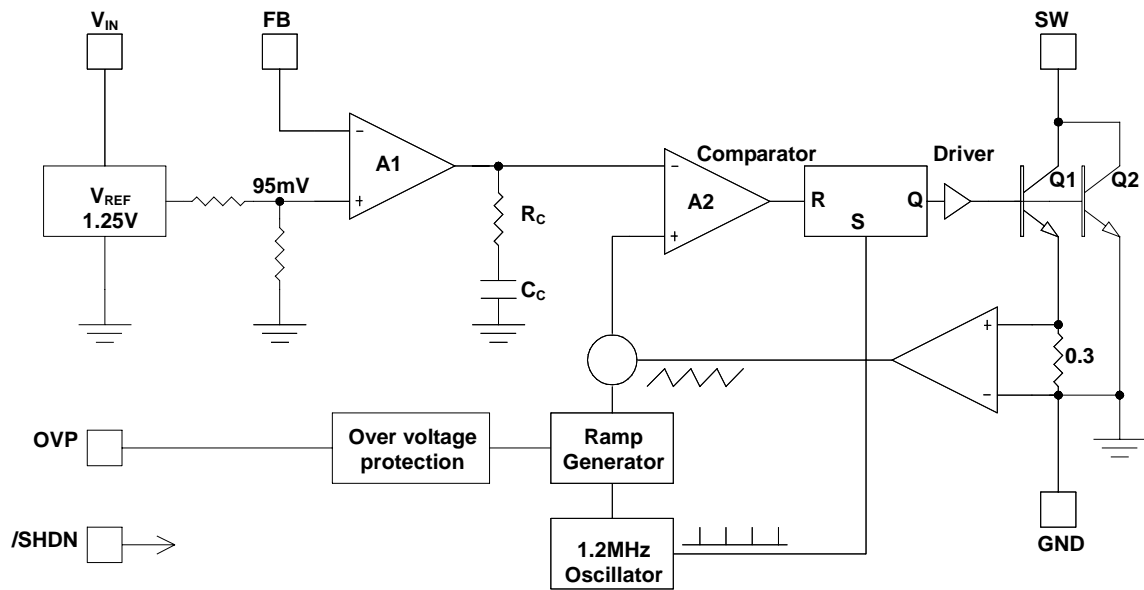 VIN
FB
SW
VREF
1.25V
95mV
A1
RC
CC
Comparator
A2
R
Q
S
Driver
Q1
Q2
0.3
OVP
Over voltage
protection
Ramp
Generator
/SHDN
1.2MHz
Oscillator
GND